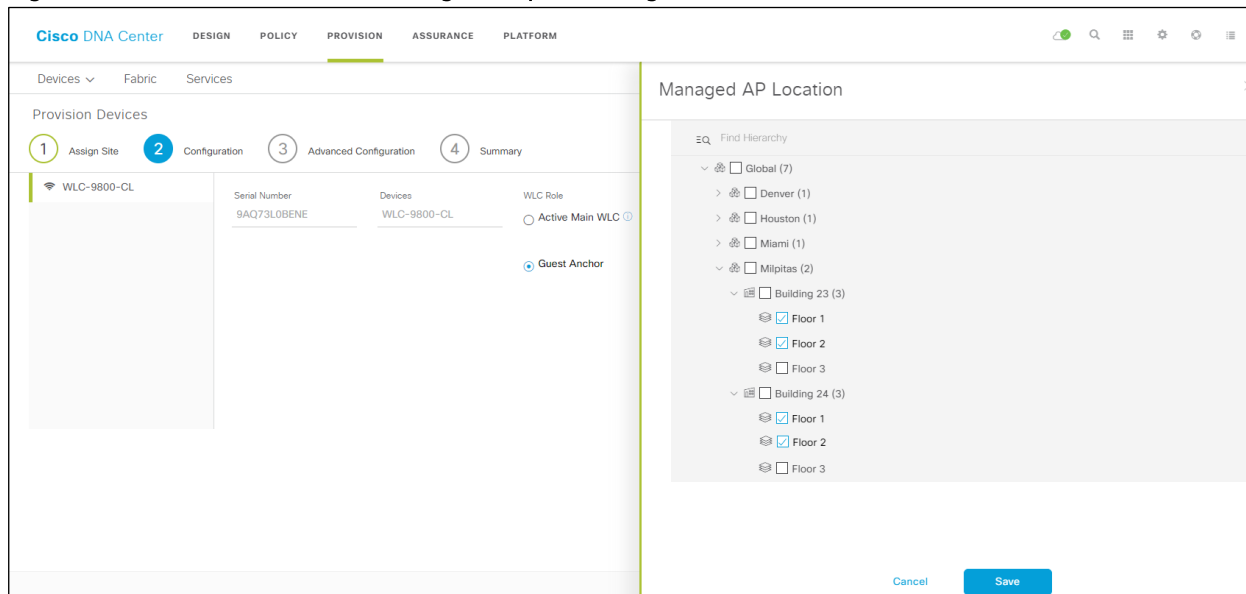 Cisco DNA Center DESIGN POLICY PROVISION ASSURANCE PLATFORM
Devices Fabric Services
Provision Devices
1 Assign Site 2 Configuration 3 Advanced Configuration 4 Summary
WLC-9800-CL
Serial Number Devices WLC Role
9AQ73L0BENE WLC-9800-CL Active Main WLC
Guest Anchor
Managed AP Location
Find Hierarchy
Global (7)
Denver (1)
Houston (1)
Miami (1)
Milpitas (2)
Building 23 (3)
Floor 1
Floor 2
Floor 3
Building 24 (3)
Floor 1
Floor 2
Floor 3
Cancel Save